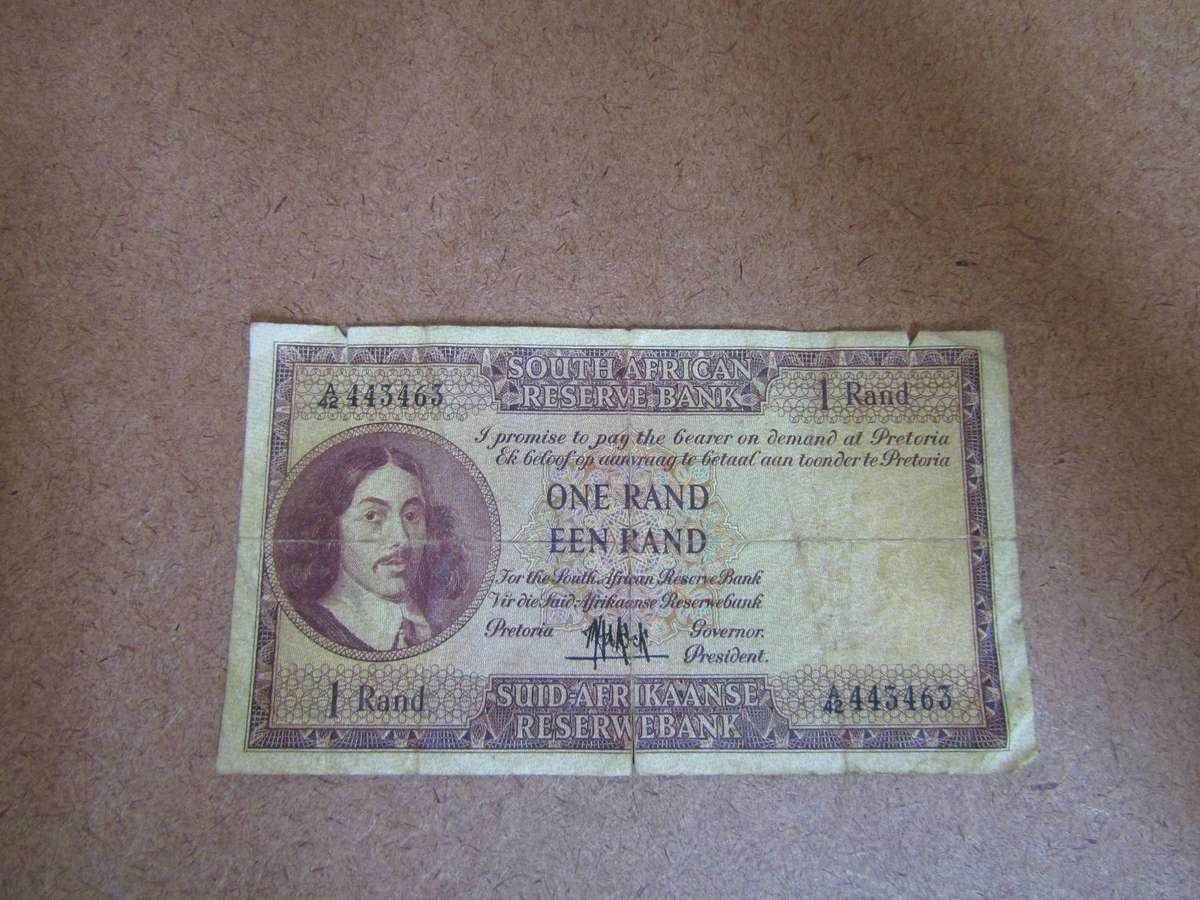 SOUTH AFRICAN
RESERVE BANK
A/42 443463
1 Rand
I promise to pay the bearer on demand at Pretoria
Ek beloof op aanvraag te betaal aan toonder te Pretoria
ONE RAND
EEN RAND
For the South African Reserve Bank
Vir die Suid-Afrikaanse Reserwebank
Pretoria
Governor.
President.
1 Rand
SUID-AFRIKAANSE
RESERWEBANK
A/42 443463